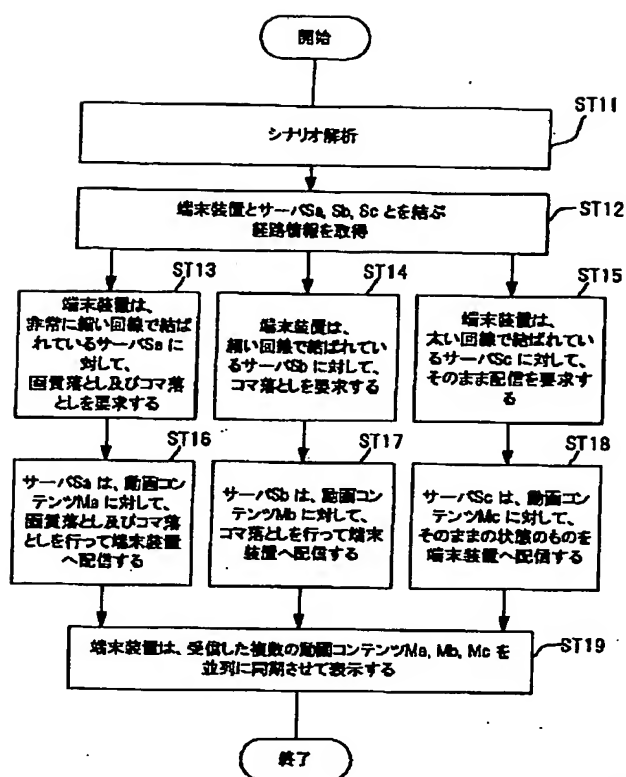 開始
ST11
シナリオ解析
端末装置とサーバSa, Sb, Sc とを結ぶ
経路情報を取得
ST12
ST13
端末装置は、
非常に細い回線で結ば
れているサーバSa に
対して、
画質落とし及びコマ落
としを要求する
ST14
端末装置は、
細い回線で結ばれてい
るサーバSbに対して、
コマ落としを要求する
ST15
端末装置は、
太い回線で結ばれて
いるサーバScに対して、
そのまま配信を要求す
る
ST16
サーバSa は、動画コン
テンツMa に対して、
画質落とし及びコマ落
としを行って端末装置
へ配信する
ST17
サーバSbは、動画コン
テンツMbに対して、
コマ落としを行って端末
装置へ配信する
ST18
サーバScは、動画コン
テンツMcに対して、
そのままの状態のものを
端末装置へ配信する
端末装置は、受信した複数の動画コンテンツMa, Mb, Mc を
並列に同期させて表示する
ST19
終了